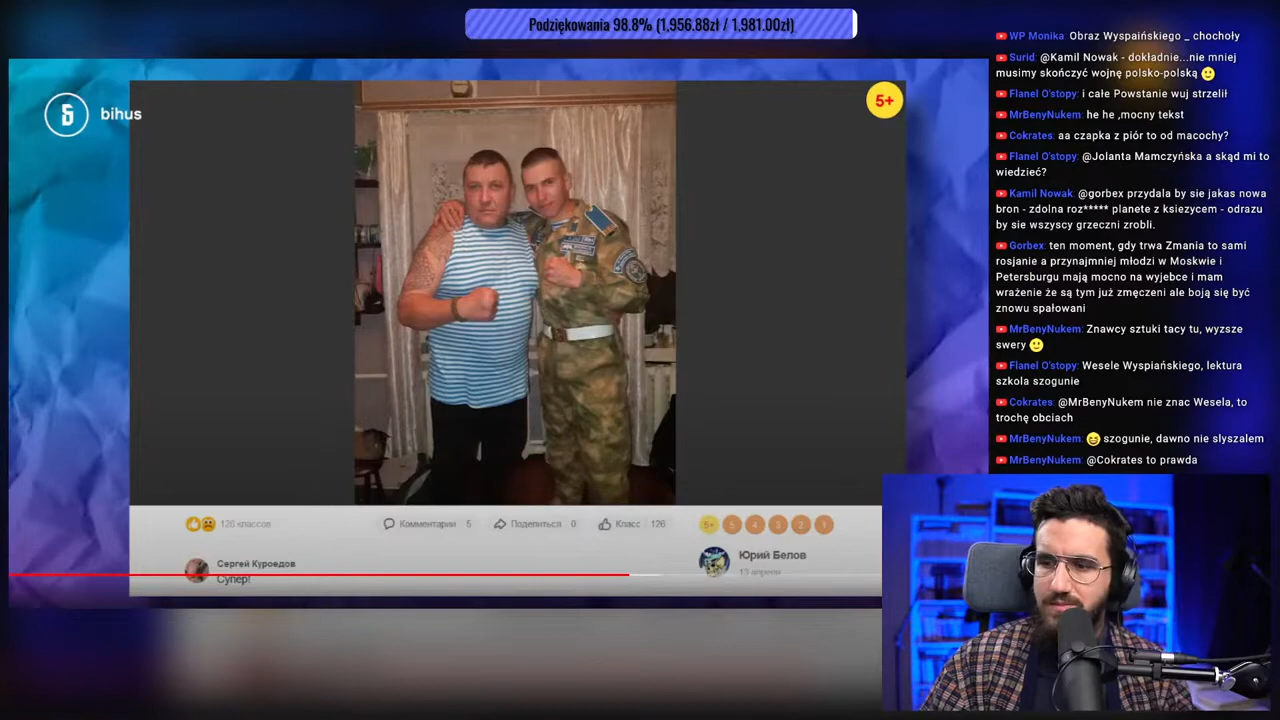 Podziękowania 98.8% (1,956.88zł / 1,981.00zł)
bihus
5+
126 классов
Комментарии 5
Поделиться 0
Класс 126
5+ 5 4 3 2 1
Сергей Куроедов
Супер!
Юрий Белов
13 апреля
WP Monika: Obraz Wyspaińskiego _ chochoły
Surid: @Kamil Nowak - dokładnie...nie mniej
musimy skończyć wojnę polsko-polską 🙂
Flanel O'stopy: i całe Powstanie wuj strzelił
MrBenyNukem: he he ,mocny tekst
Cokrates: aa czapka z piór to od macochy?
Flanel O'stopy: @Jolanta Mamczyńska a skąd mi to
wiedzieć?
Kamil Nowak: @gorbex przydala by sie jakas nowa
bron - zdolna roz***** planete z ksiezycem - odrazu
by sie wszyscy grzeczni zrobli.
Gorbex: ten moment, gdy trwa Zmania to sami
rosjanie a przynajmniej młodzi w Moskwie i
Petersburgu mają mocno na wyjebce i mam
wrażenie że są tym już zmęczeni ale boją się być
znowu spałowani
MrBenyNukem: Znawcy sztuki tacy tu, wyzsze
swery 🙂
Flanel O'stopy: Wesele Wyspiańskiego, lektura
szkola szogunie
Cokrates: @MrBenyNukem nie znac Wesela, to
trochę obciach
MrBenyNukem: 😄 szogunie, dawno nie slyszalem
MrBenyNukem: @Cokrates to prawda